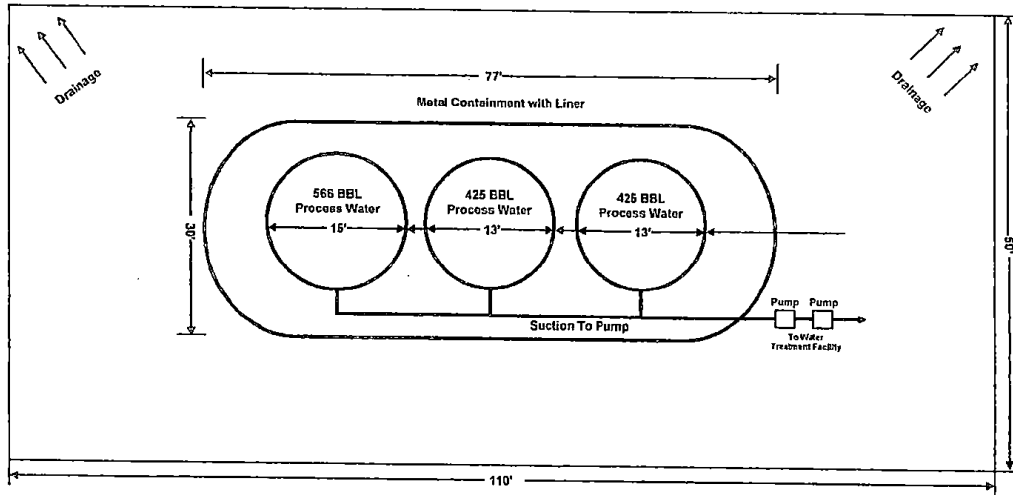 Drainage
Drainage
77'
Metal Containment with Liner
30'
566 BBL
Process Water
15'
425 BBL
Process Water
13'
425 BBL
Process Water
13'
50'
Pump Pump
Suction To Pump
To Water
Treatment Facility
110'